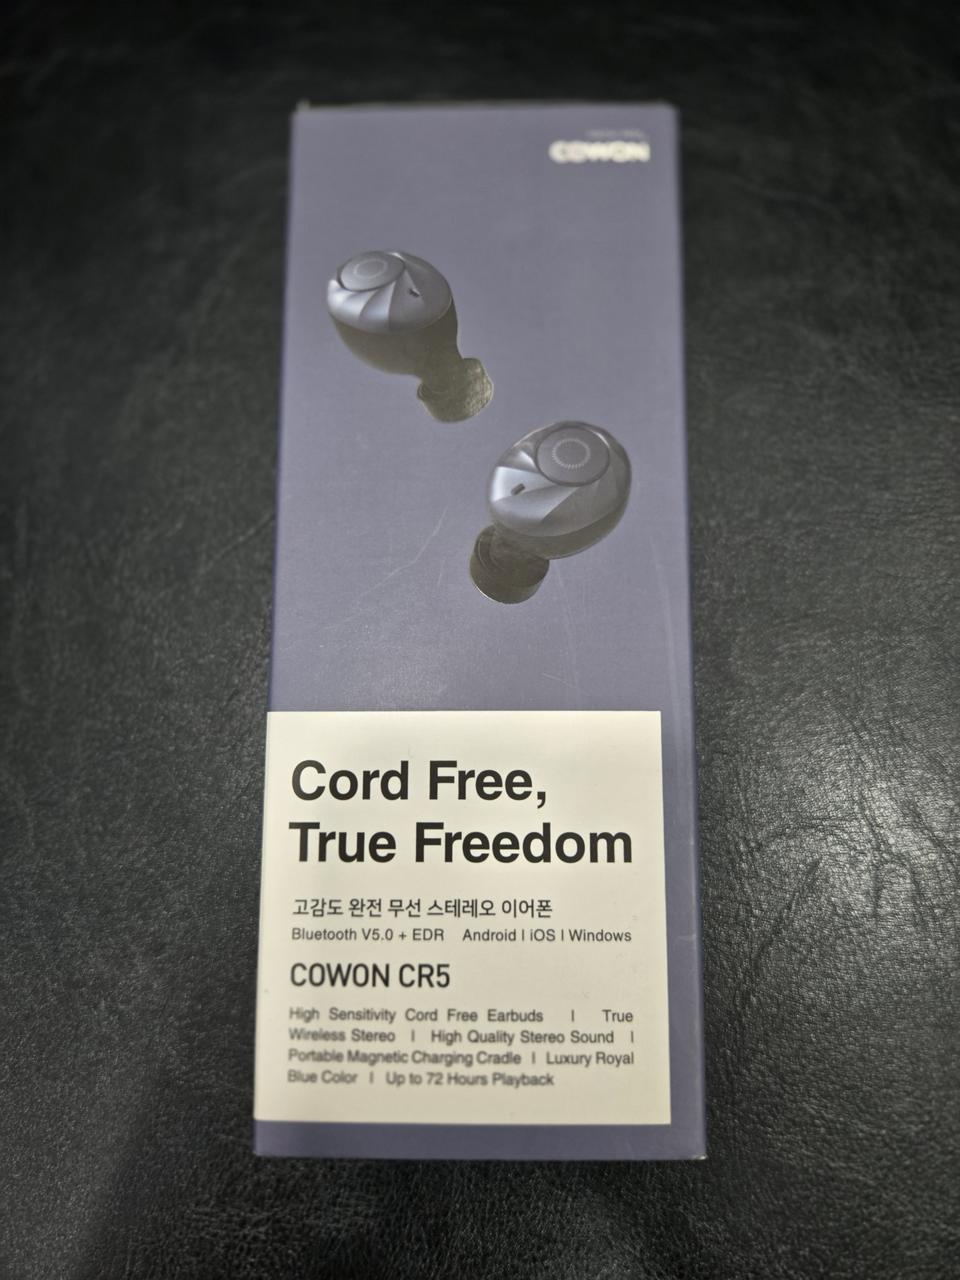 COWON
Cord Free,
True Freedom
고감도 완전 무선 스테레오 이어폰
Bluetooth V5.0 + EDR Android | iOS | Windows
COWON CR5
High Sensitivity Cord Free Earbuds | True
Wireless Stereo | High Quality Stereo Sound |
Portable Magnetic Charging Cradle | Luxury Royal
Blue Color | Up to 72 Hours Playback